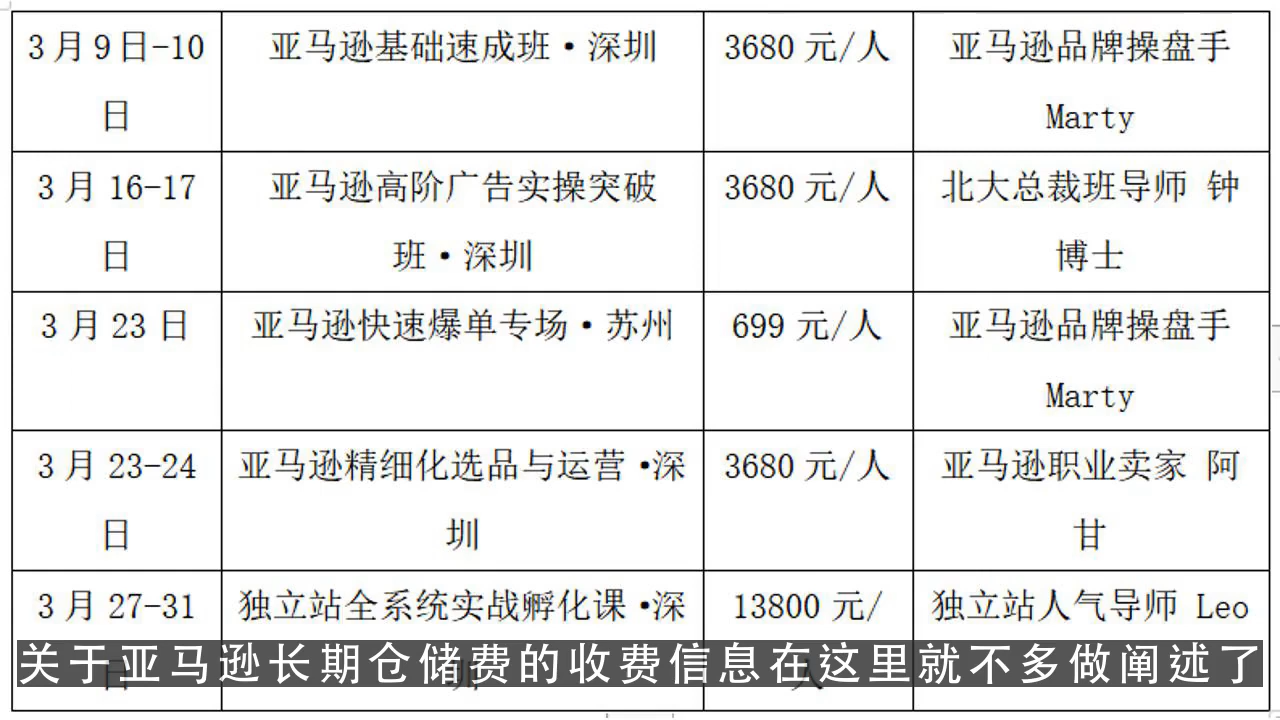 3月9日-10 亚马逊基础速成班·深圳 3680元/人 亚马逊品牌操盘手
日 Marty
3月16-17 亚马逊高阶广告实操突破 3680元/人 北大总裁班导师 钟
日 班·深圳 博士
3月23日 亚马逊快速爆单专场·苏州 699元/人 亚马逊品牌操盘手
Marty
3月23-24 亚马逊精细化选品与运营·深 3680元/人 亚马逊职业卖家 阿
日 圳 甘
3月27-31 独立站全系统实战孵化课·深 13800元/ 独立站人气导师 Leo
日 圳 人
关于亚马逊长期仓储费的收费信息在这里就不多做阐述了